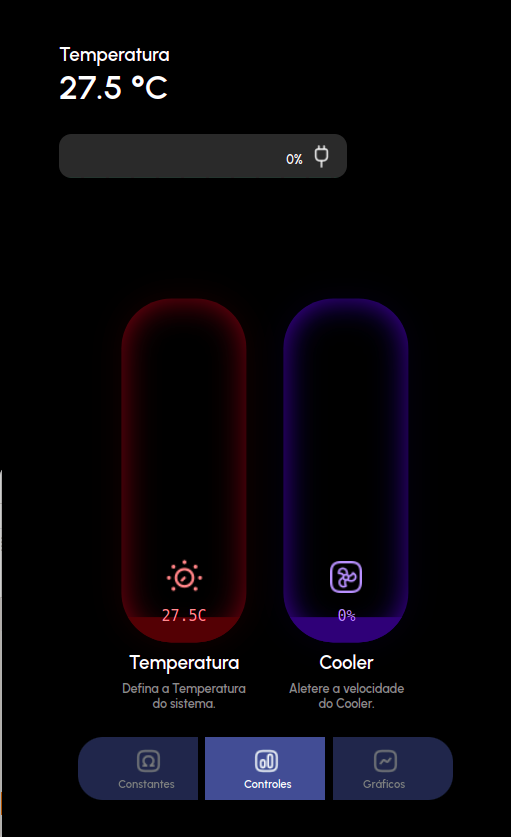 Temperatura
27.5 °C
0%
27.5C
0%
Temperatura
Cooler
Defina a Temperatura
do sistema.
Aletere a velocidade
do Cooler.
Constantes
Controles
Gráficos